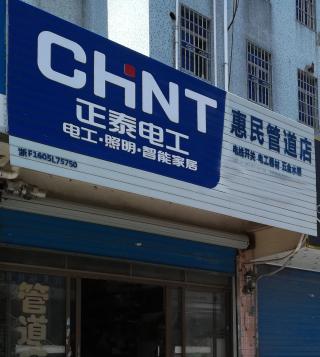 CHNT
正泰电工
电工·照明·智能家居
浙F1605L75750
惠民管道店
电线开关 电工器材 五金水暖
管道